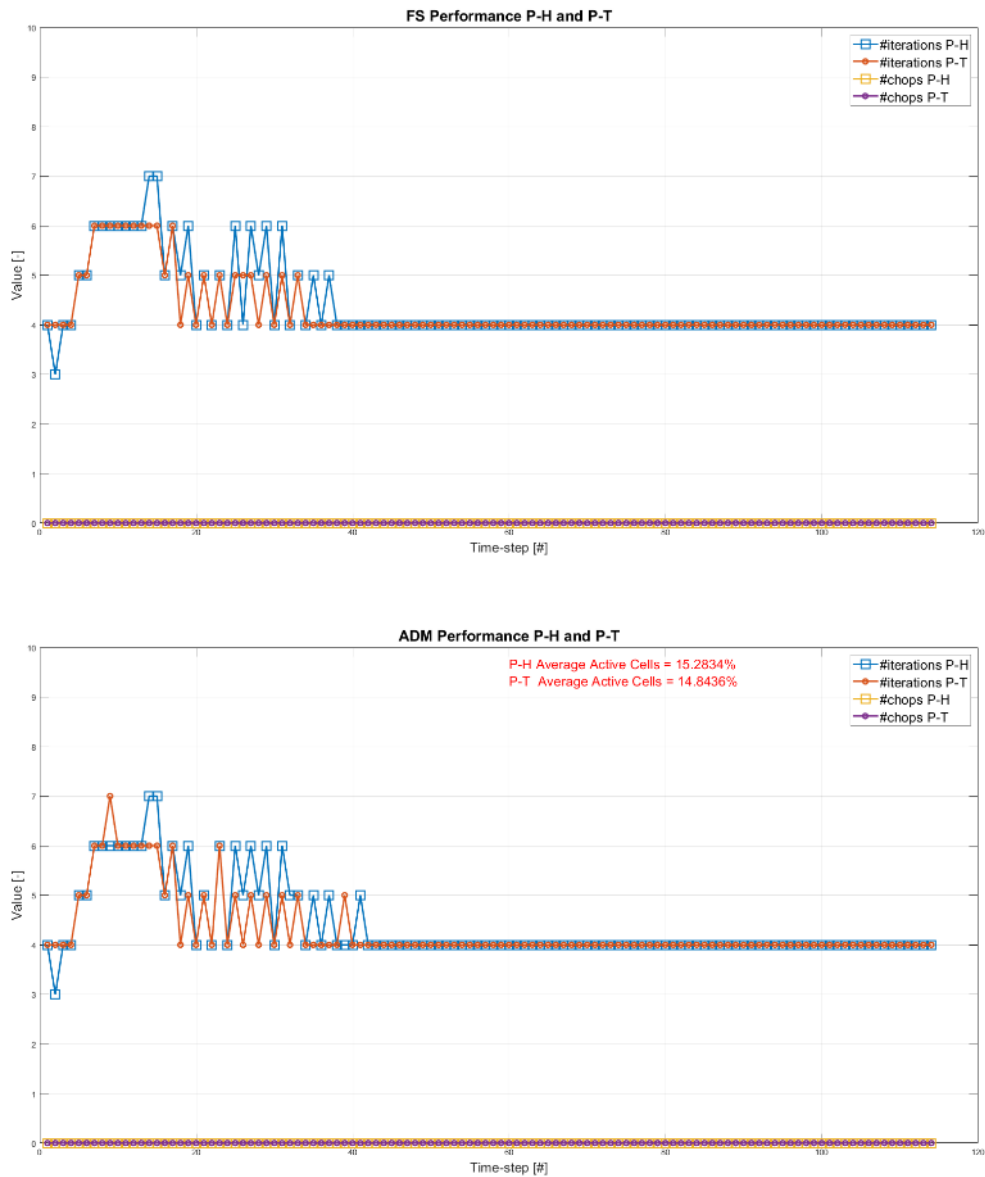 FS Performance P-H and P-T
10
9
8
7
6
5
4
3
2
1
0
Value [-]
#iterations P-H
#iterations P-T
#chops P-H
#chops P-T
0 20 40 60 80 100 120
Time-step [#]
ADM Performance P-H and P-T
10
9
8
7
6
5
4
3
2
1
0
Value [-]
P-H Average Active Cells = 15.2834%
P-T Average Active Cells = 14.8436%
#iterations P-H
#iterations P-T
#chops P-H
#chops P-T
0 20 40 60 80 100 120
Time-step [#]